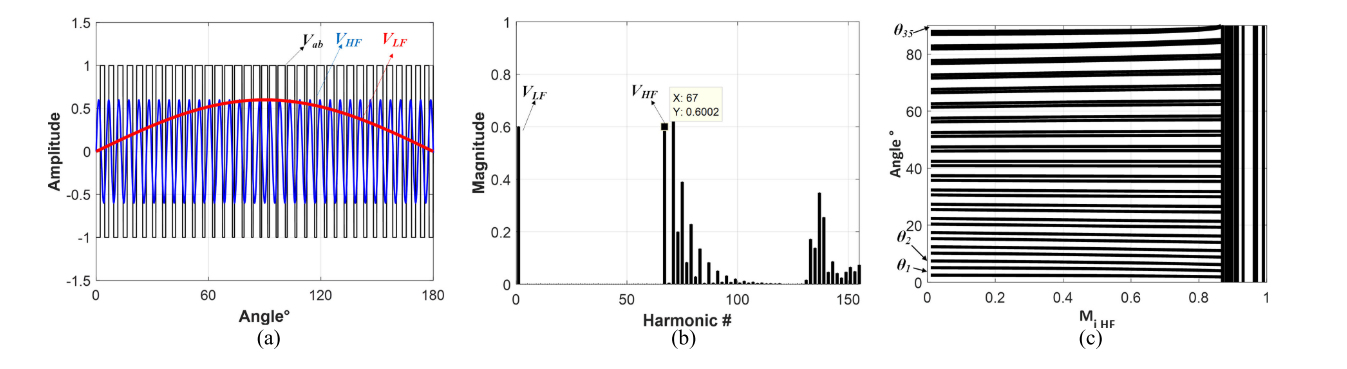 1.5
1
0.5
0
-0.5
-1
-1.5
Amplitude
V_ab V_HF V_LF
0 60 120 180
Angle°
(a)
1
0.8
0.6
0.4
0.2
0
Magnitude
V_LF
V_HF
X: 67
Y: 0.6002
0 50 100 150
Harmonic #
(b)
θ_35
80
60
40
20
0
Angle°
θ_2
θ_1
0 0.2 0.4 0.6 0.8 1
M_i HF
(c)